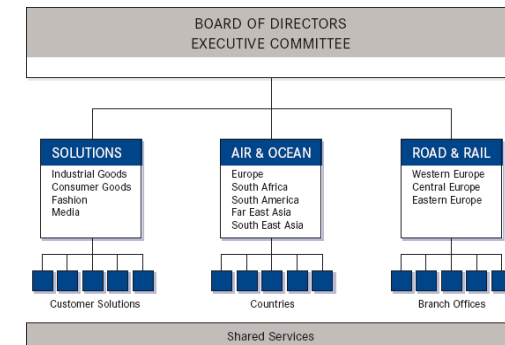 BOARD OF DIRECTORS
EXECUTIVE COMMITTEE
SOLUTIONS
Industrial Goods
Consumer Goods
Fashion
Media
Customer Solutions
AIR & OCEAN
Europe
South Africa
South America
Far East Asia
South East Asia
Countries
ROAD & RAIL
Western Europe
Central Europe
Eastern Europe
Branch Offices
Shared Services